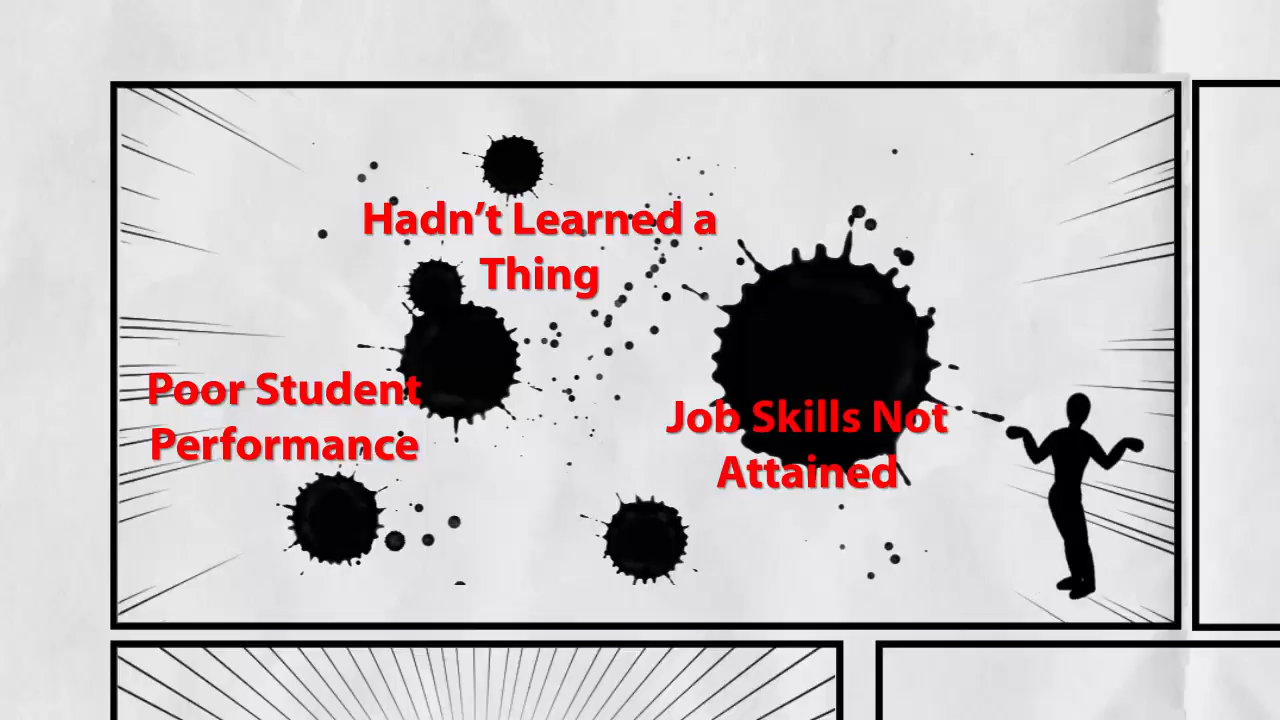 Hadn’t Learned a
Thing
Poor Student
Performance
Job Skills Not
Attained